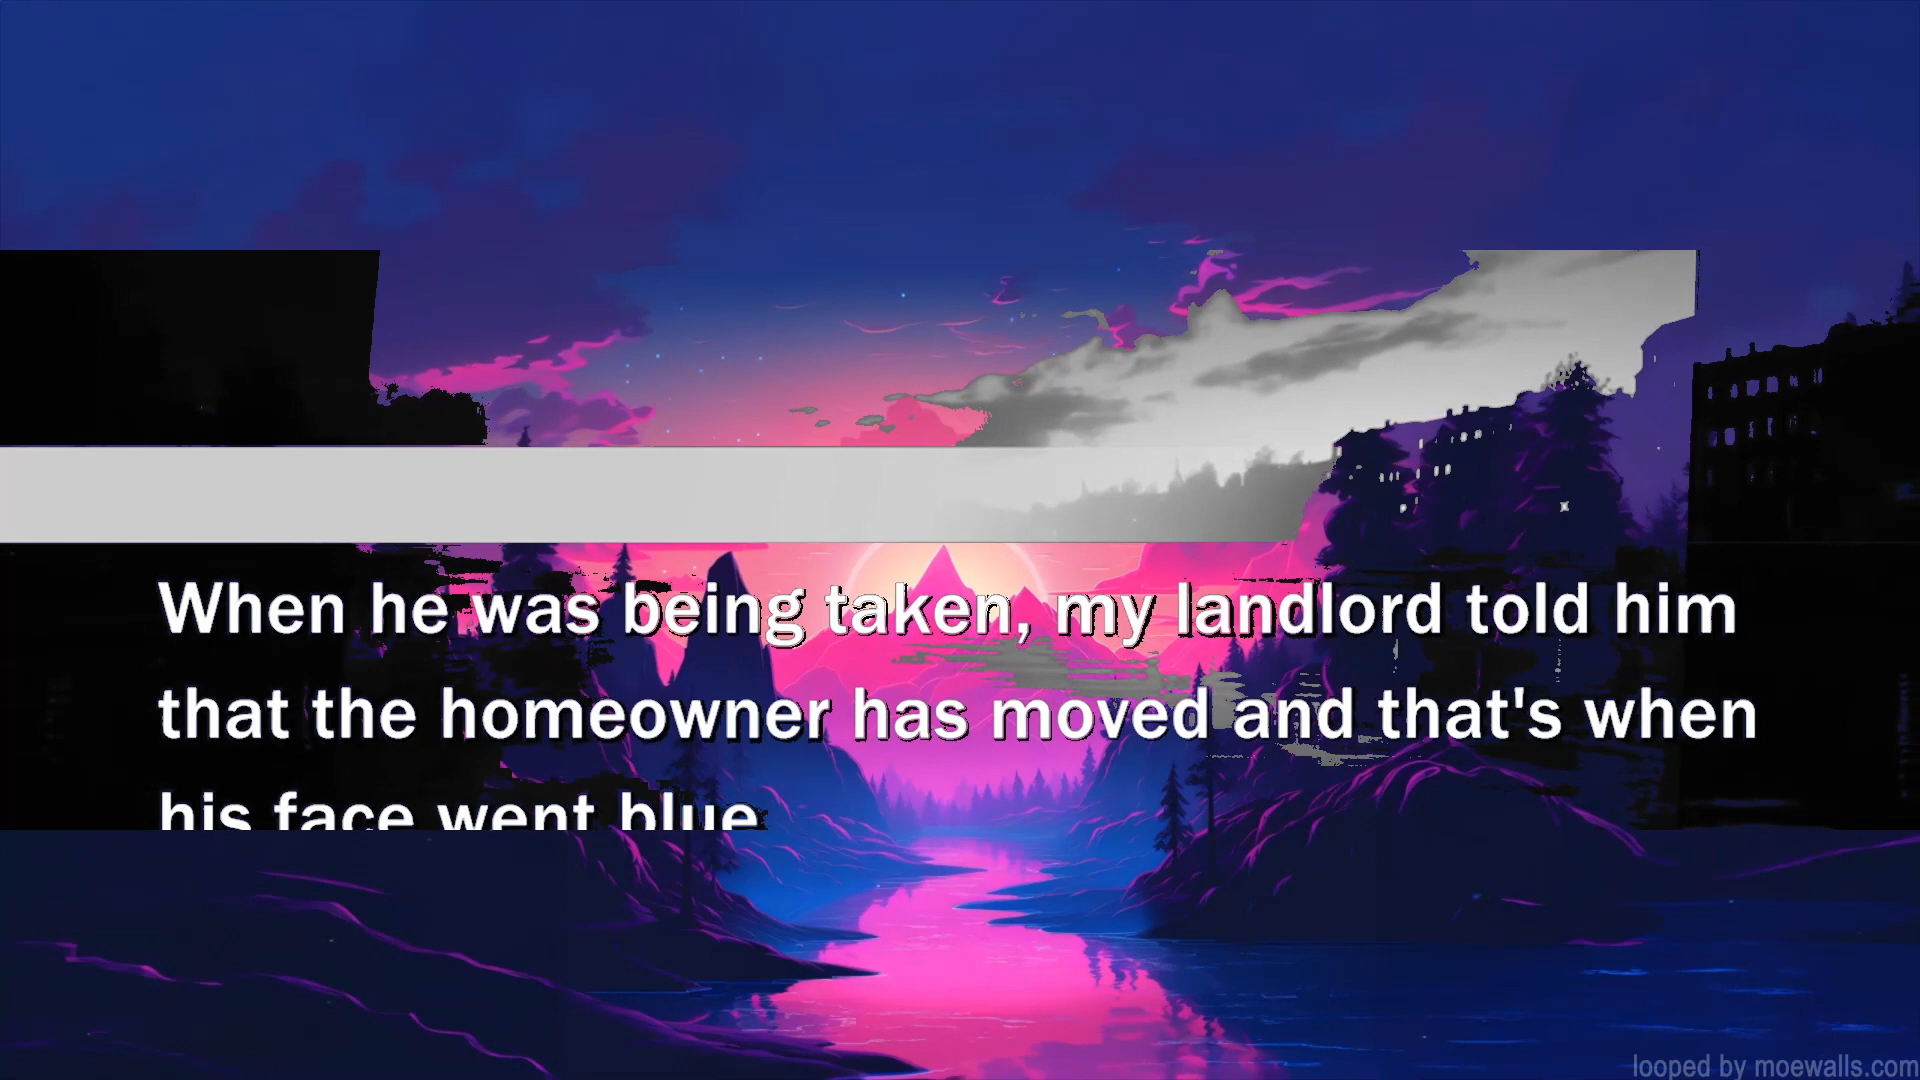 When he was being taken, my landlord told him
that the homeowner has moved and that's when
his face went blue
looped by moewalls.com